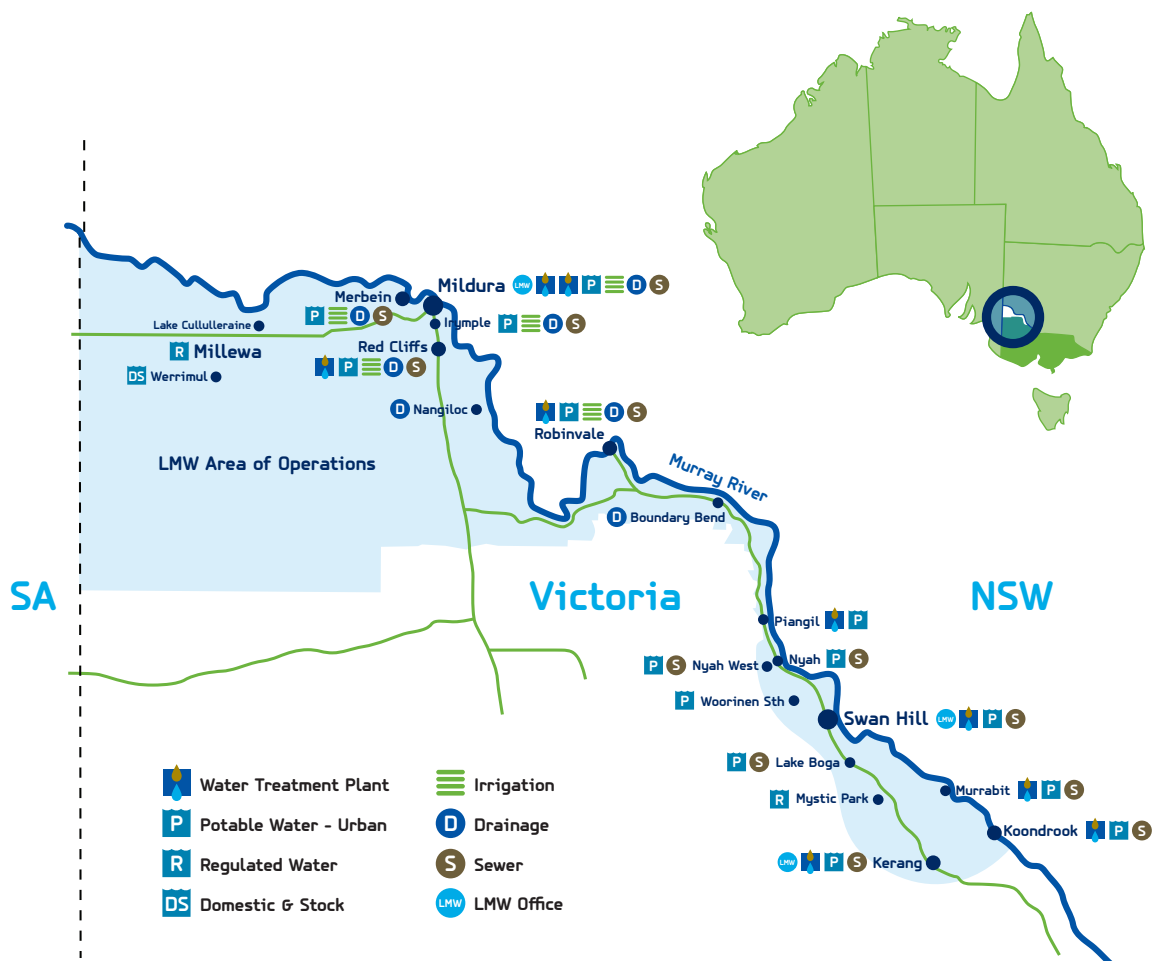 Mildura LMW P D S
Merbein
P D S
Irymple P D S
Lake Cullulleraine
Red Cliffs
R Millewa
P D S
DS Werrimul
D Nangiloc
P D S
Robinvale
LMW Area of Operations
Murray River
D Boundary Bend
SA
Victoria
NSW
Piangil P
P S Nyah West
Nyah P S
P Woorinen Sth
Swan Hill LMW P S
P S Lake Boga
R Mystic Park
Murrabit P S
Koondrook P S
LMW P S Kerang
Water Treatment Plant
P Potable Water - Urban
R Regulated Water
DS Domestic & Stock
Irrigation
D Drainage
S Sewer
LMW LMW Office